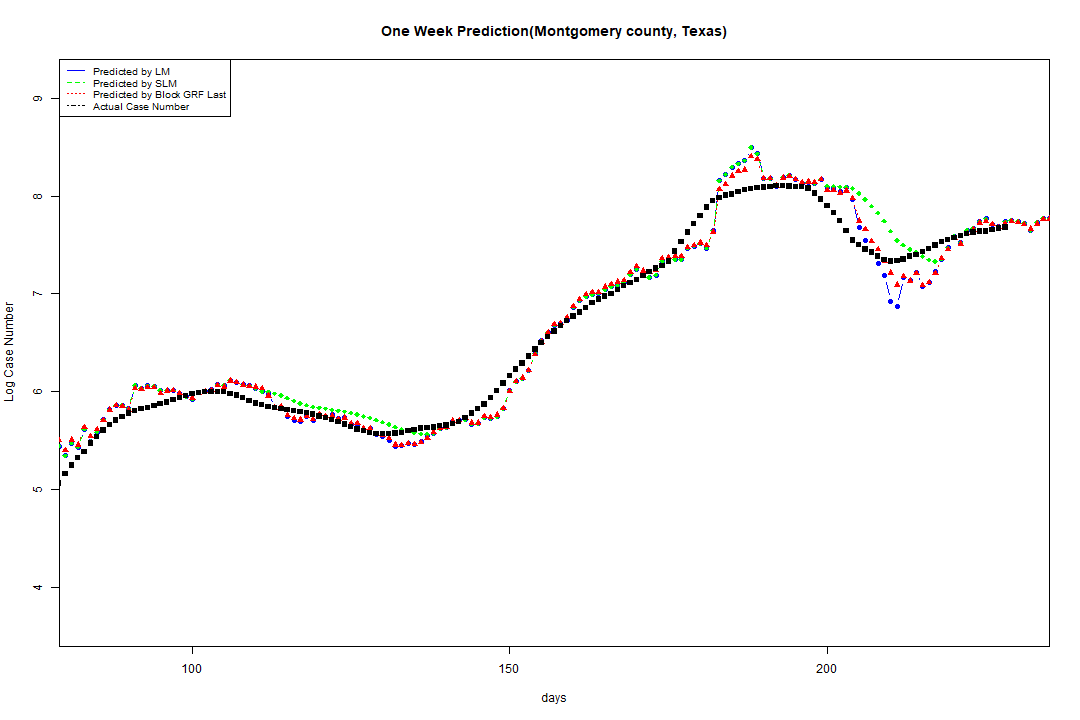 One Week Prediction(Montgomery county, Texas)
Predicted by LM
Predicted by SLM
Predicted by Block GRF Last
Actual Case Number
9
8
7
6
5
4
Log Case Number
100 150 200
days